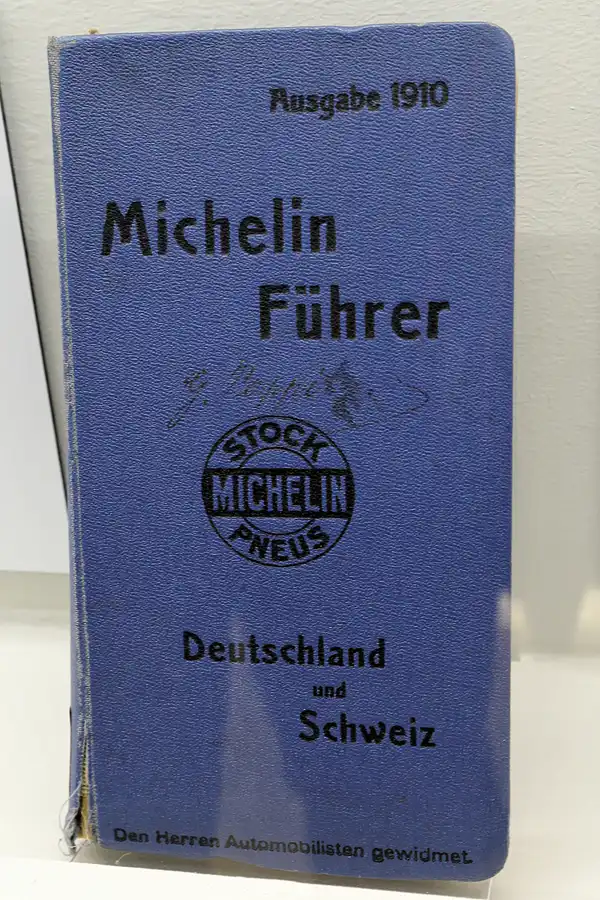 Ausgabe 1910
Michelin
Führer
G.
STOCK
MICHELIN
PNEUS
Deutschland
und
Schweiz
Den Herren Automobilisten gewidmet.